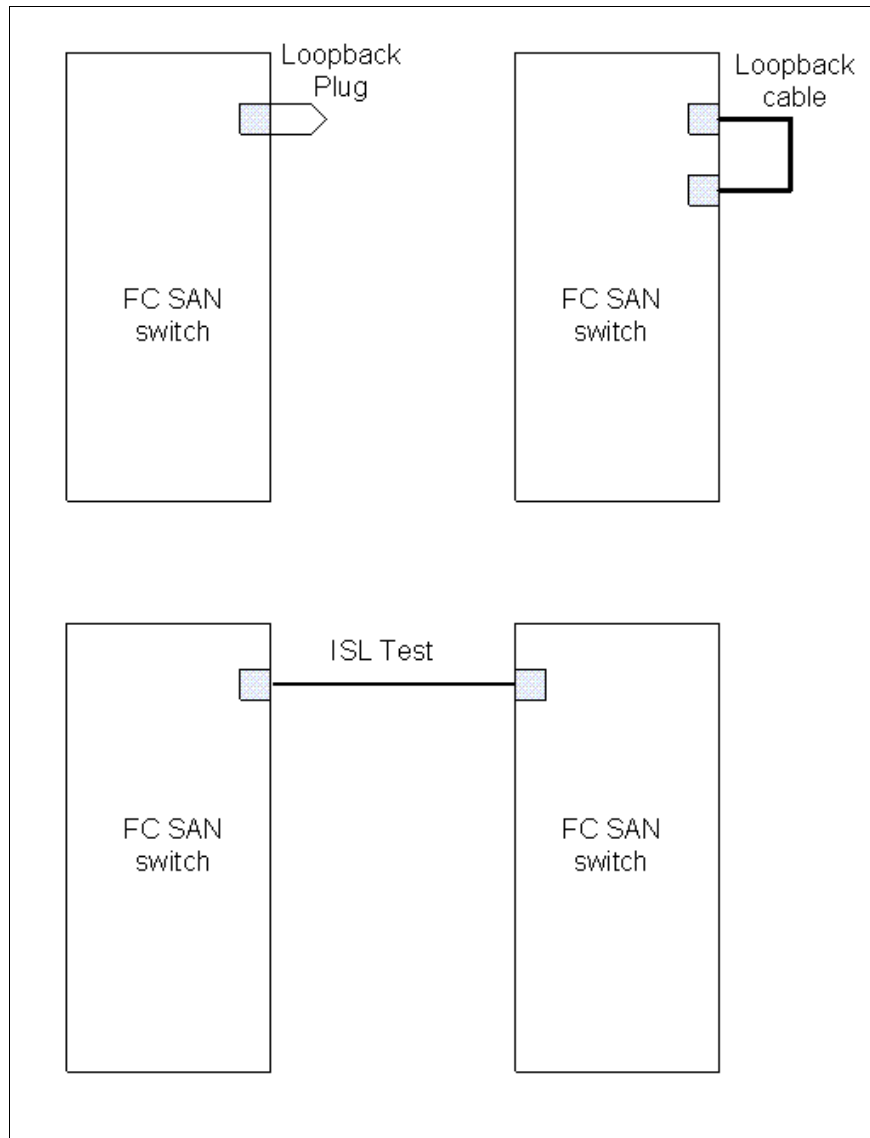 Loopback
Plug
Loopback
cable
FC SAN
switch
FC SAN
switch
ISL Test
FC SAN
switch
FC SAN
switch